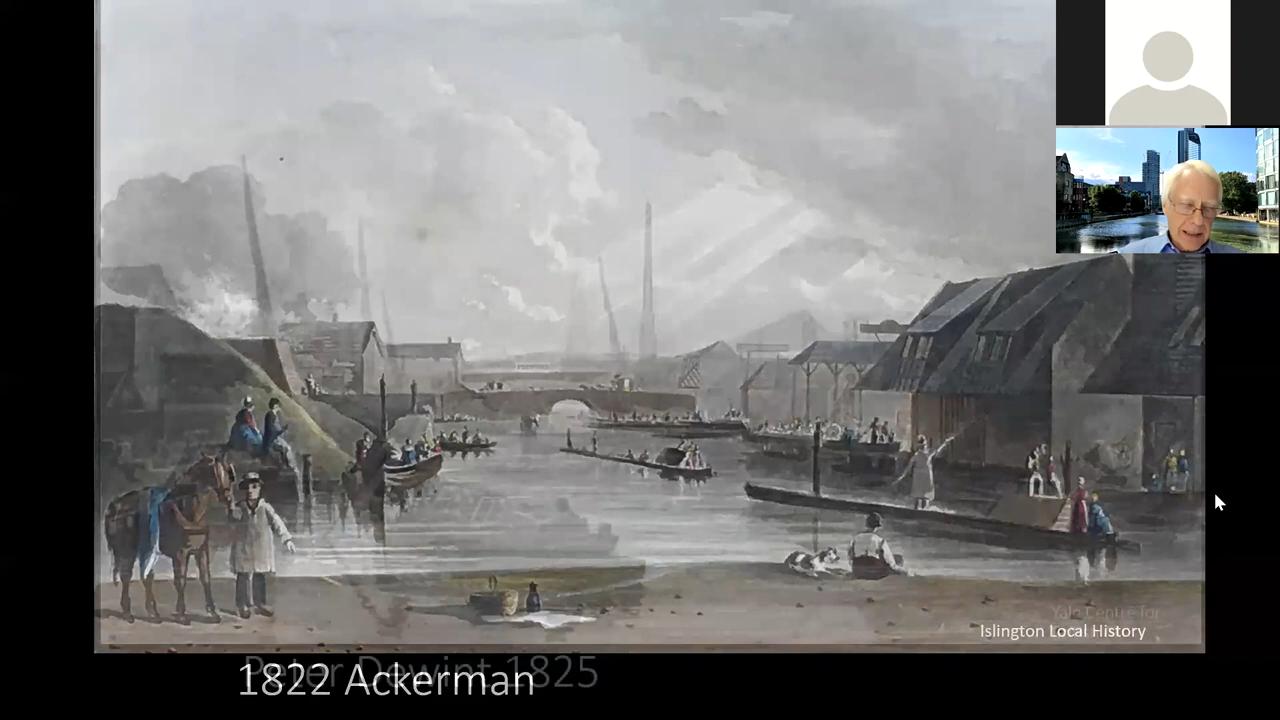 Yale Centre for
Islington Local History
Peter Dewint 1825
1822 Ackerman